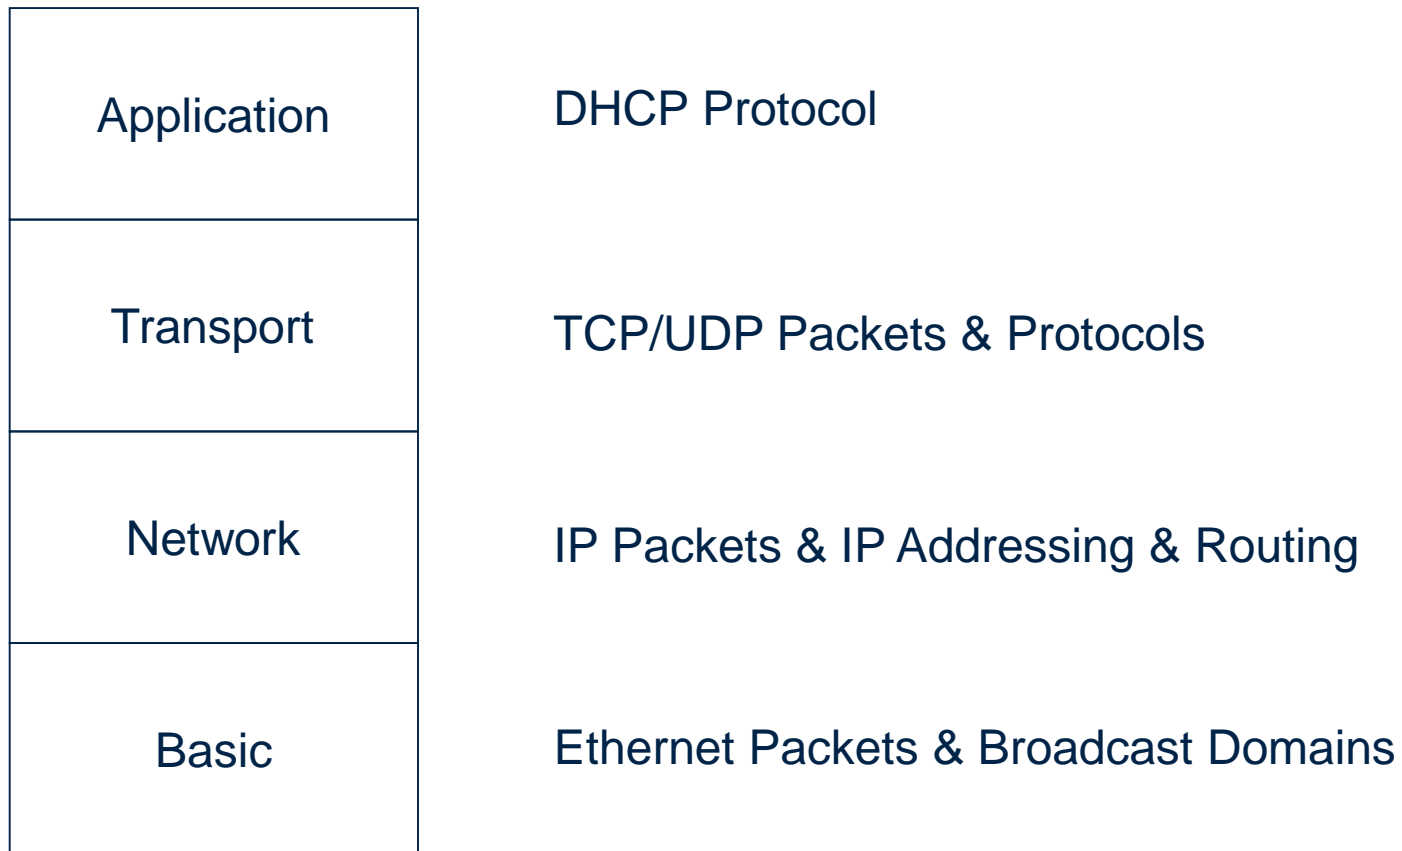 Application
DHCP Protocol
Transport
TCP/UDP Packets & Protocols
Network
IP Packets & IP Addressing & Routing
Basic
Ethernet Packets & Broadcast Domains